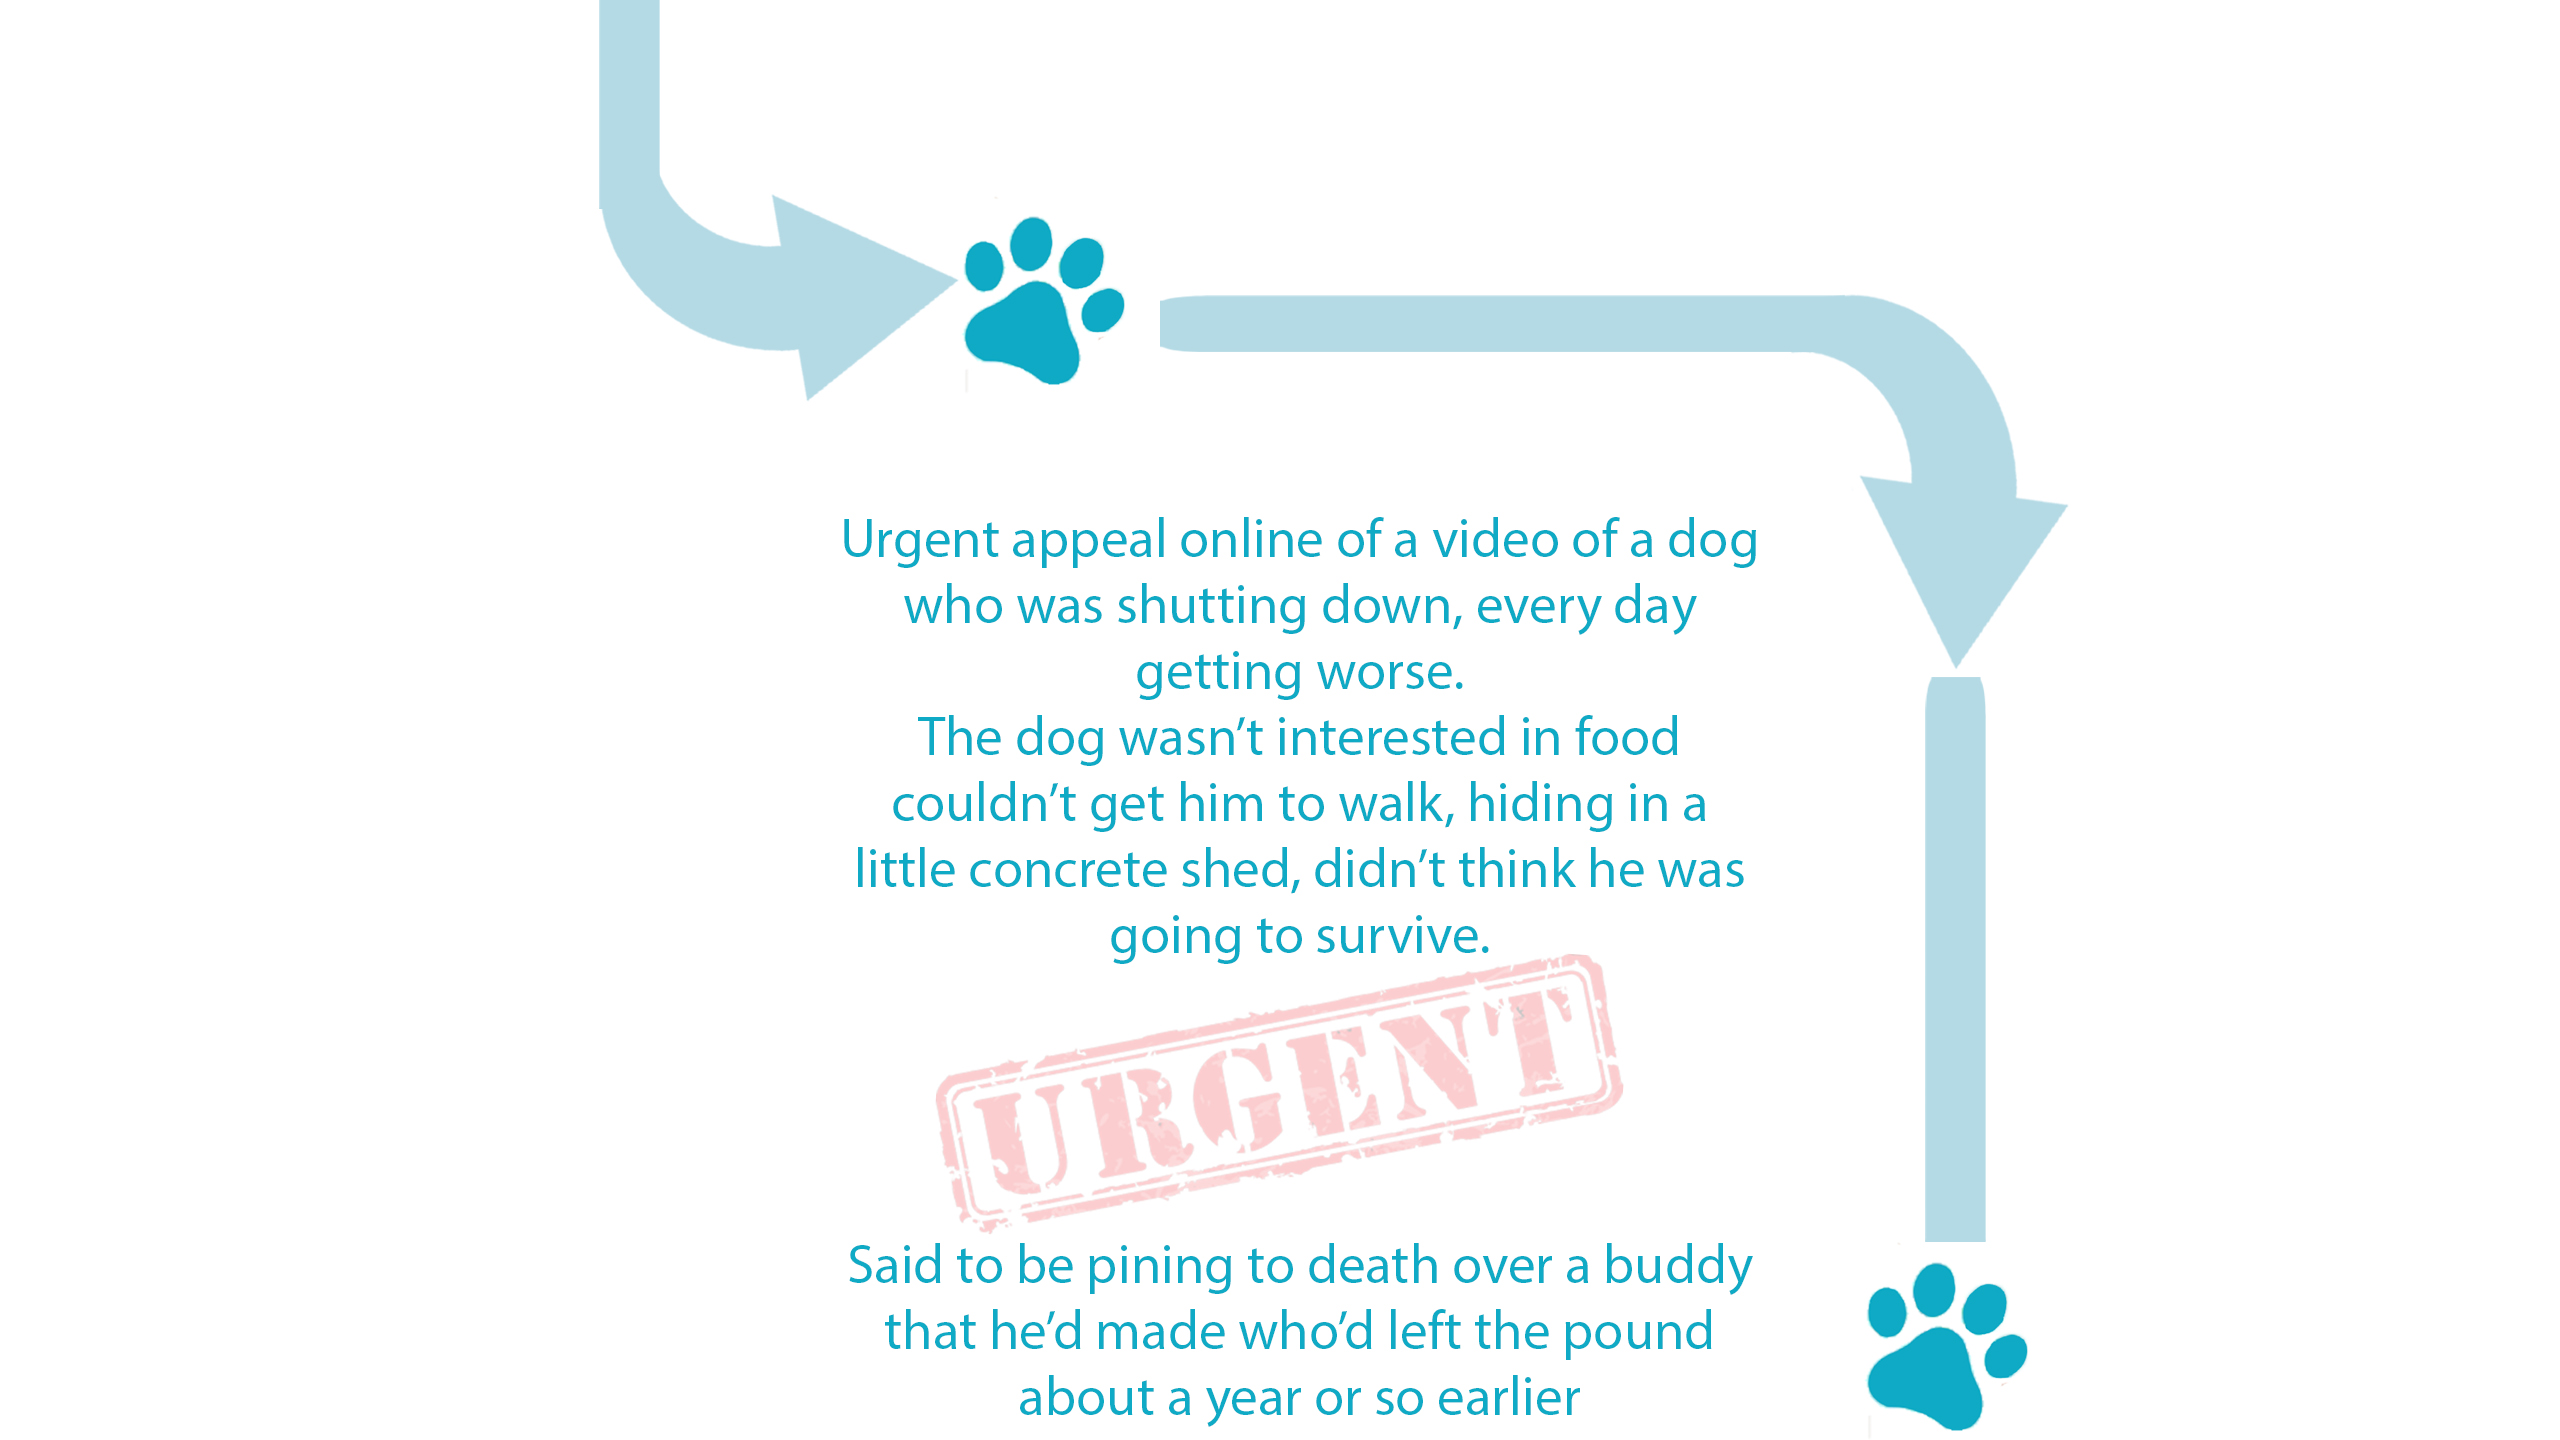 Urgent appeal online of a video of a dog
who was shutting down, every day
getting worse.
The dog wasn’t interested in food
couldn’t get him to walk, hiding in a
little concrete shed, didn’t think he was
going to survive.
URGENT
Said to be pining to death over a buddy
that he’d made who’d left the pound
about a year or so earlier